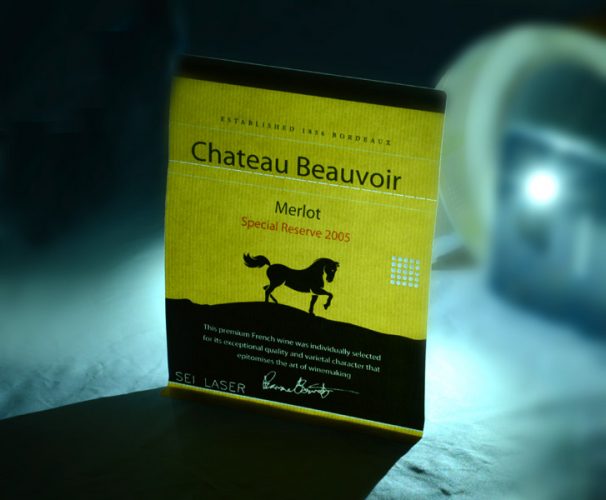 ESTABLISHED 1856 BORDEAUX
Chateau Beauvoir
Merlot
Special Reserve 2005
This premium French wine was individually selected
for its exceptional quality and varietal character that
epitomises the art of winemaking
SEI LASER